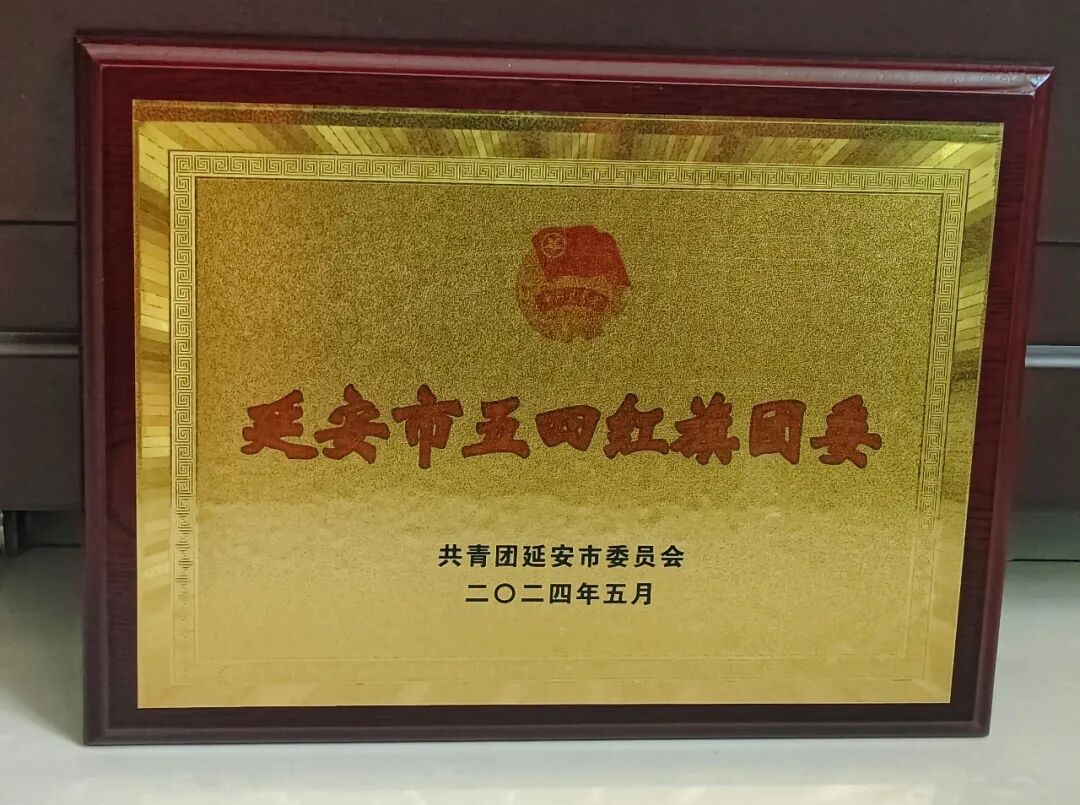 延安市五四红旗团委
共青团延安市委员会
二〇二四年五月